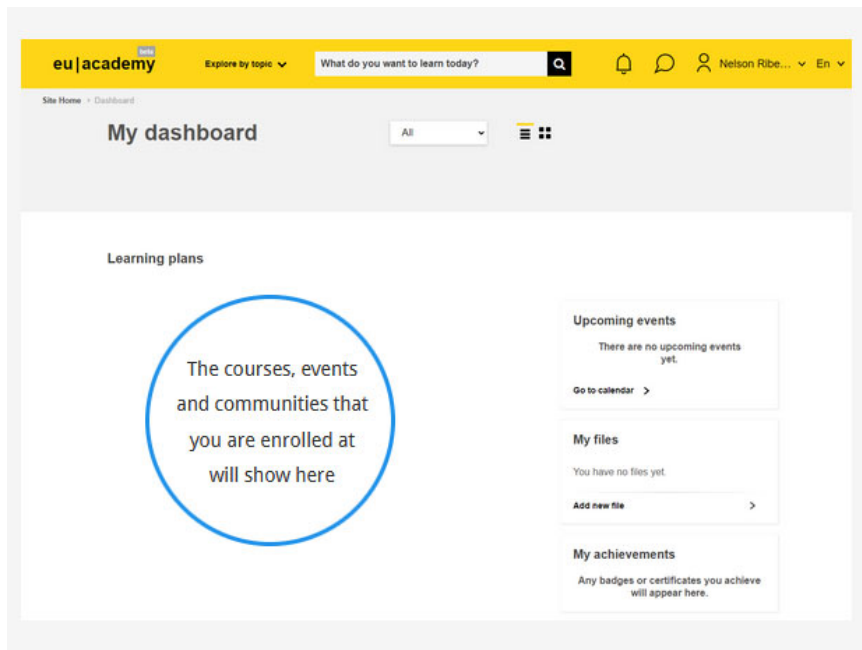 beta
eu|academy
Explore by topic
What do you want to learn today?
Nelson Ribe...
En
Site Home
Dashboard
My dashboard
All
Learning plans
The courses, events
and communities that
you are enrolled at
will show here
Upcoming events
There are no upcoming events
yet.
Go to calendar
My files
You have no files yet.
Add new file
My achievements
Any badges or certificates you achieve
will appear here.